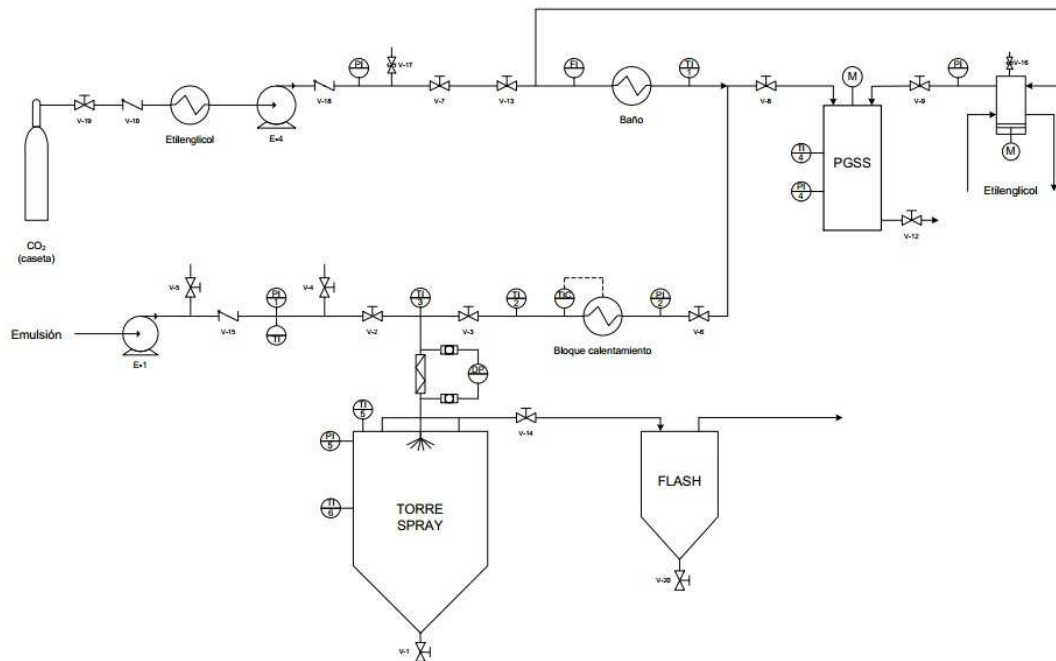 PI
V-17
FI
TI
1
M
PI
V-16
V-19
V-10
V-18
V-7
V-13
V-8
V-9
Etilenglicol
E-4
Baño
TI
4
PGSS
M
PI
4
Etilenglicol
V-12
CO₂
(caseta)
V-5
PI
1
V-4
TI
3
TI
2
TIC
PI
2
Emulsión
V-15
TI
V-2
V-3
V-6
E-1
Bloque calentamiento
DP
TI
5
V-14
PI
5
TI
6
TORRE
SPRAY
FLASH
V-20
V-1